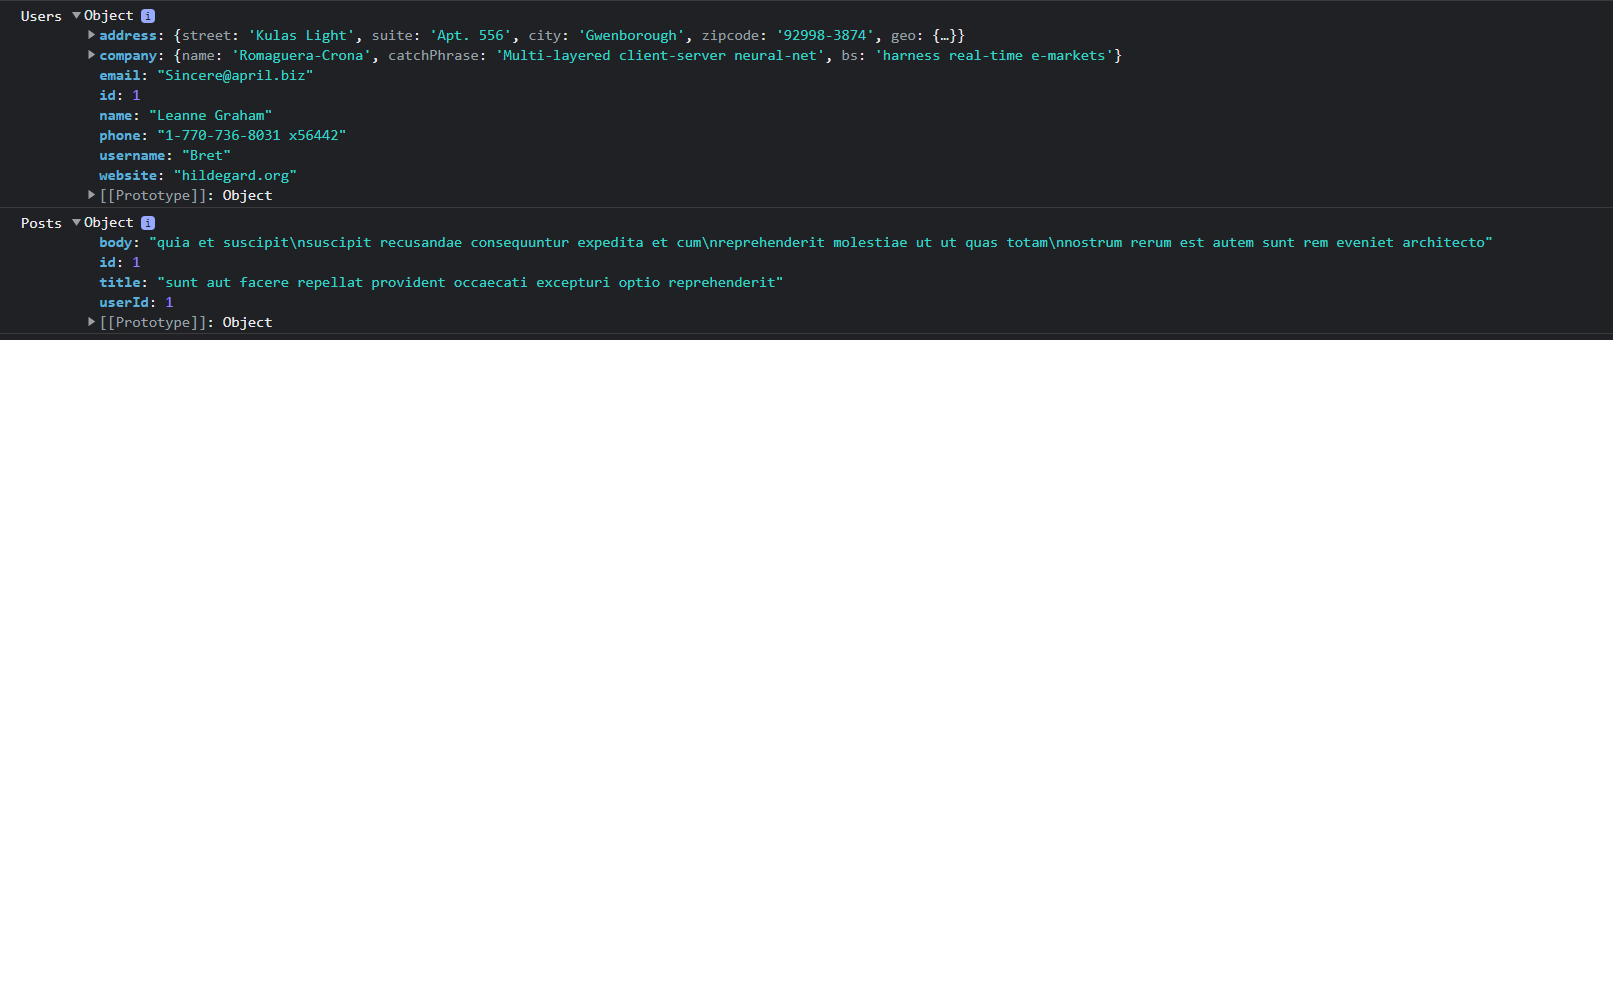 Users ▼Object i
▶address: {street: 'Kulas Light', suite: 'Apt. 556', city: 'Gwenborough', zipcode: '92998-3874', geo: {…}}
▶company: {name: 'Romaguera-Crona', catchPhrase: 'Multi-layered client-server neural-net', bs: 'harness real-time e-markets'}
email: "Sincere@april.biz"
id: 1
name: "Leanne Graham"
phone: "1-770-736-8031 x56442"
username: "Bret"
website: "hildegard.org"
▶[[Prototype]]: Object
Posts ▼Object i
body: "quia et suscipit\nsuscipit recusandae consequuntur expedita et cum\nreprehenderit molestiae ut ut quas totam\nnostrum rerum est autem sunt rem eveniet architecto"
id: 1
title: "sunt aut facere repellat provident occaecati excepturi optio reprehenderit"
userId: 1
▶[[Prototype]]: Object